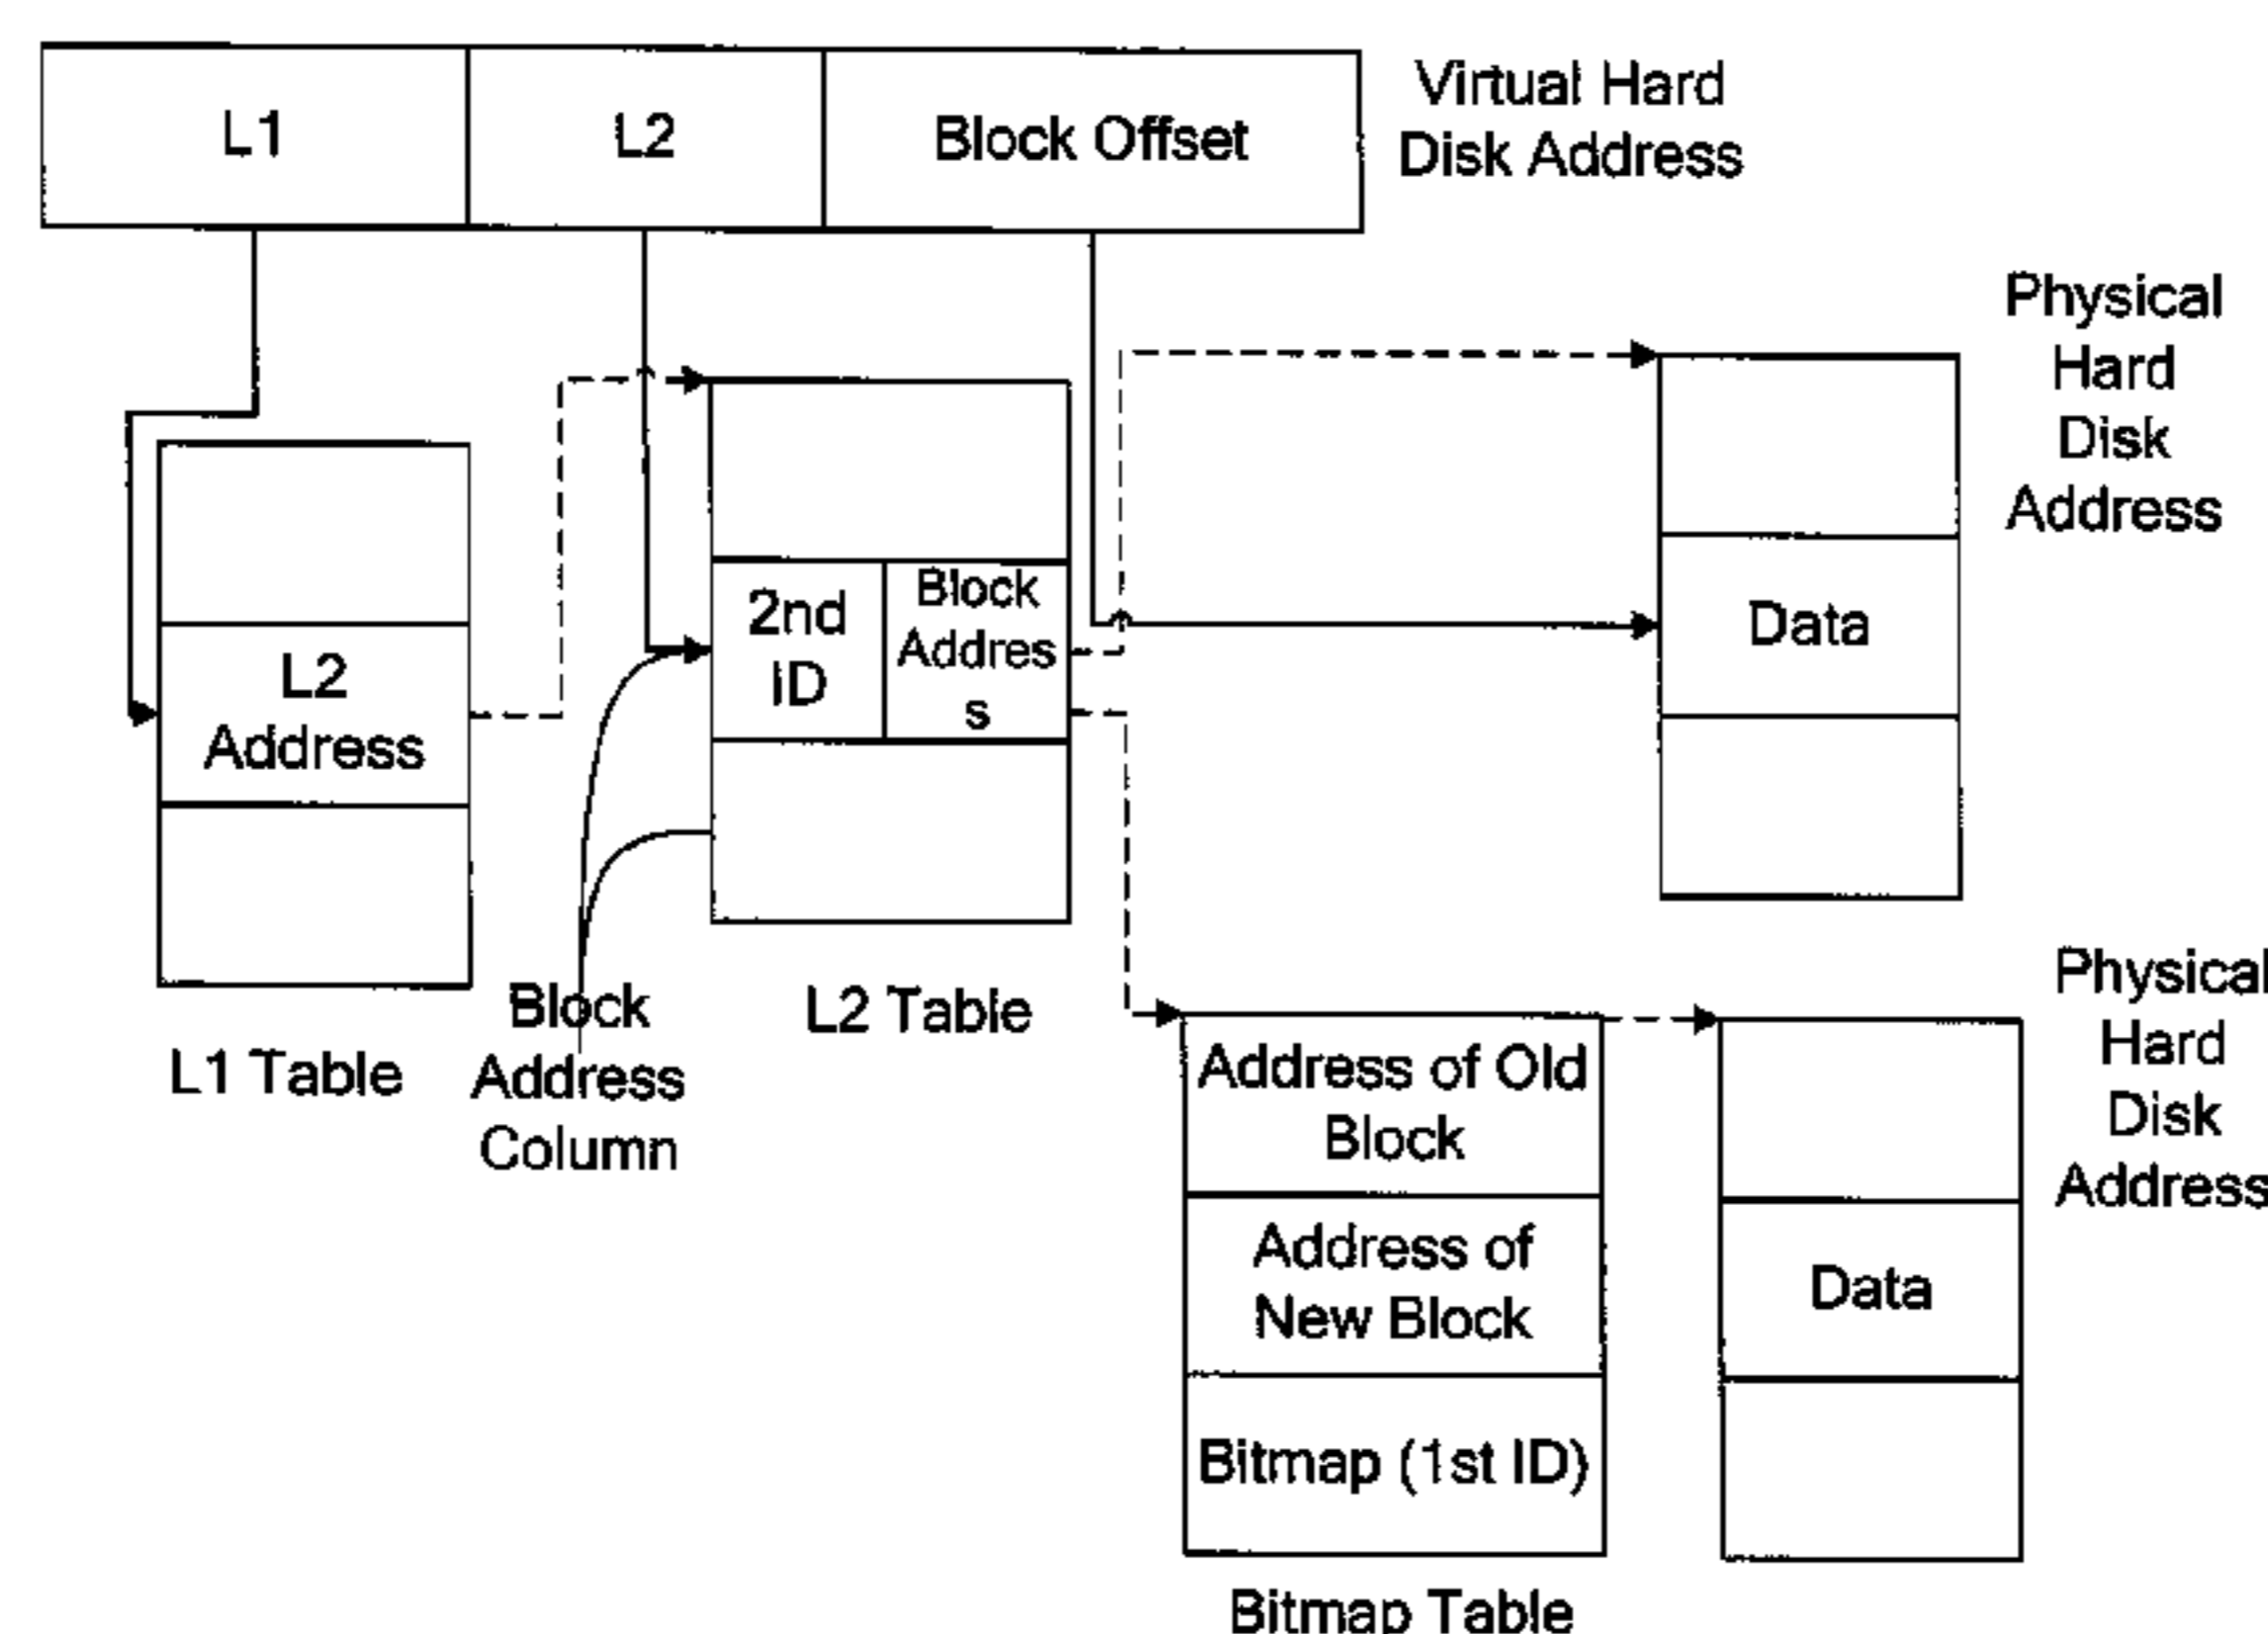 L1
L2
Block Offset
Virtual Hard
Disk Address
Physical
Hard
Disk
Address
2nd
ID
Block
Addres
s
Data
L2
Address
L1 Table
Block
Address
Column
L2 Table
Address of Old
Block
Address of
New Block
Bitmap (1st ID)
Bitmap Table
Physical
Hard
Disk
Address
Data